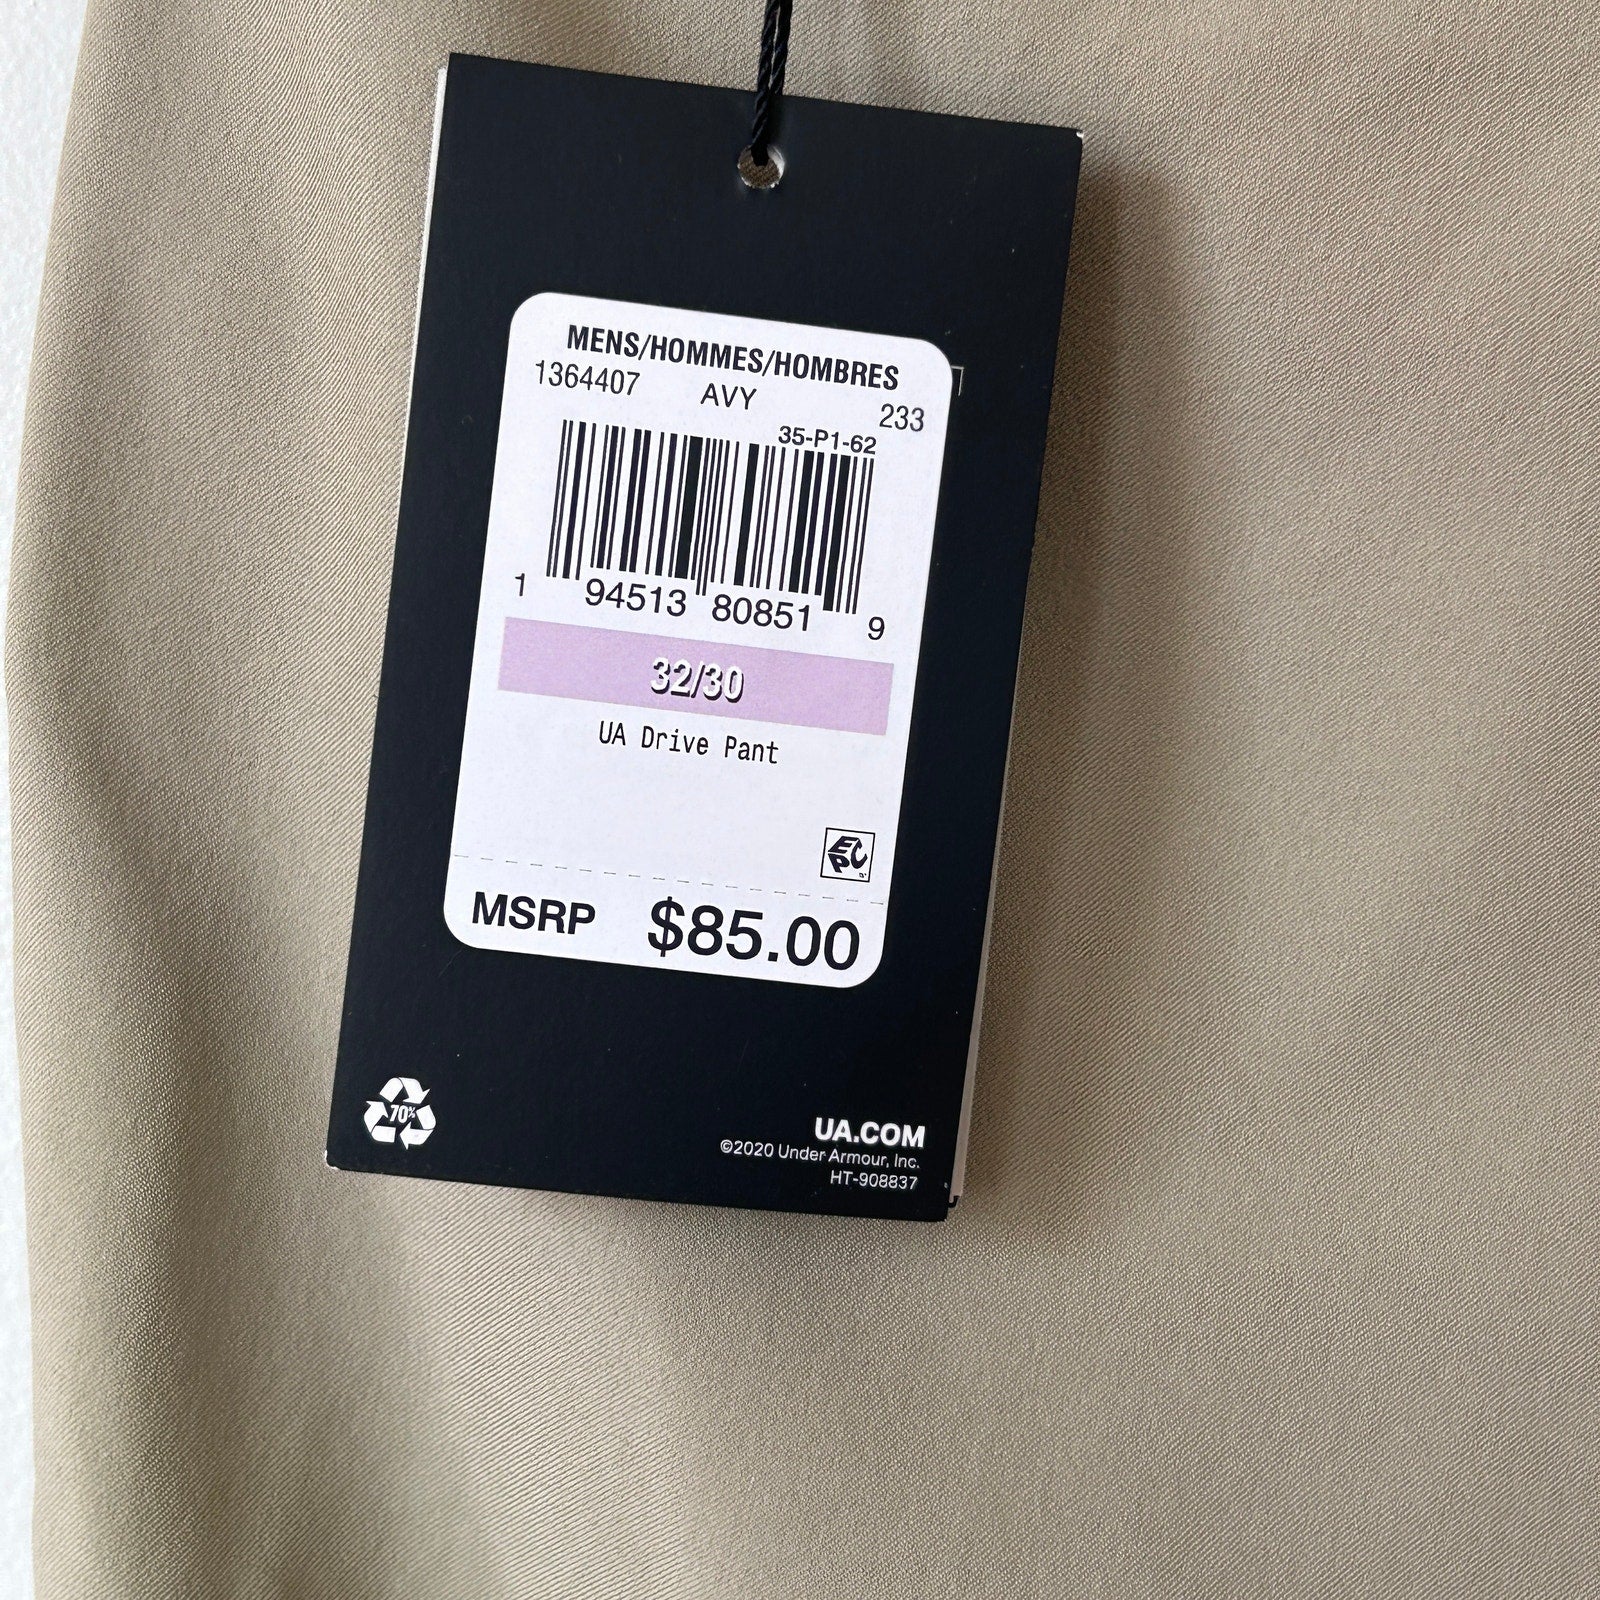 MENS/HOMMES/HOMBRES
1364407 AVY 233
35-P1-62
1 94513 80851 9
32/30
UA Drive Pant
EPC
MSRP $85.00
70%
UA.COM
©2020 Under Armour, Inc.
HT-908837